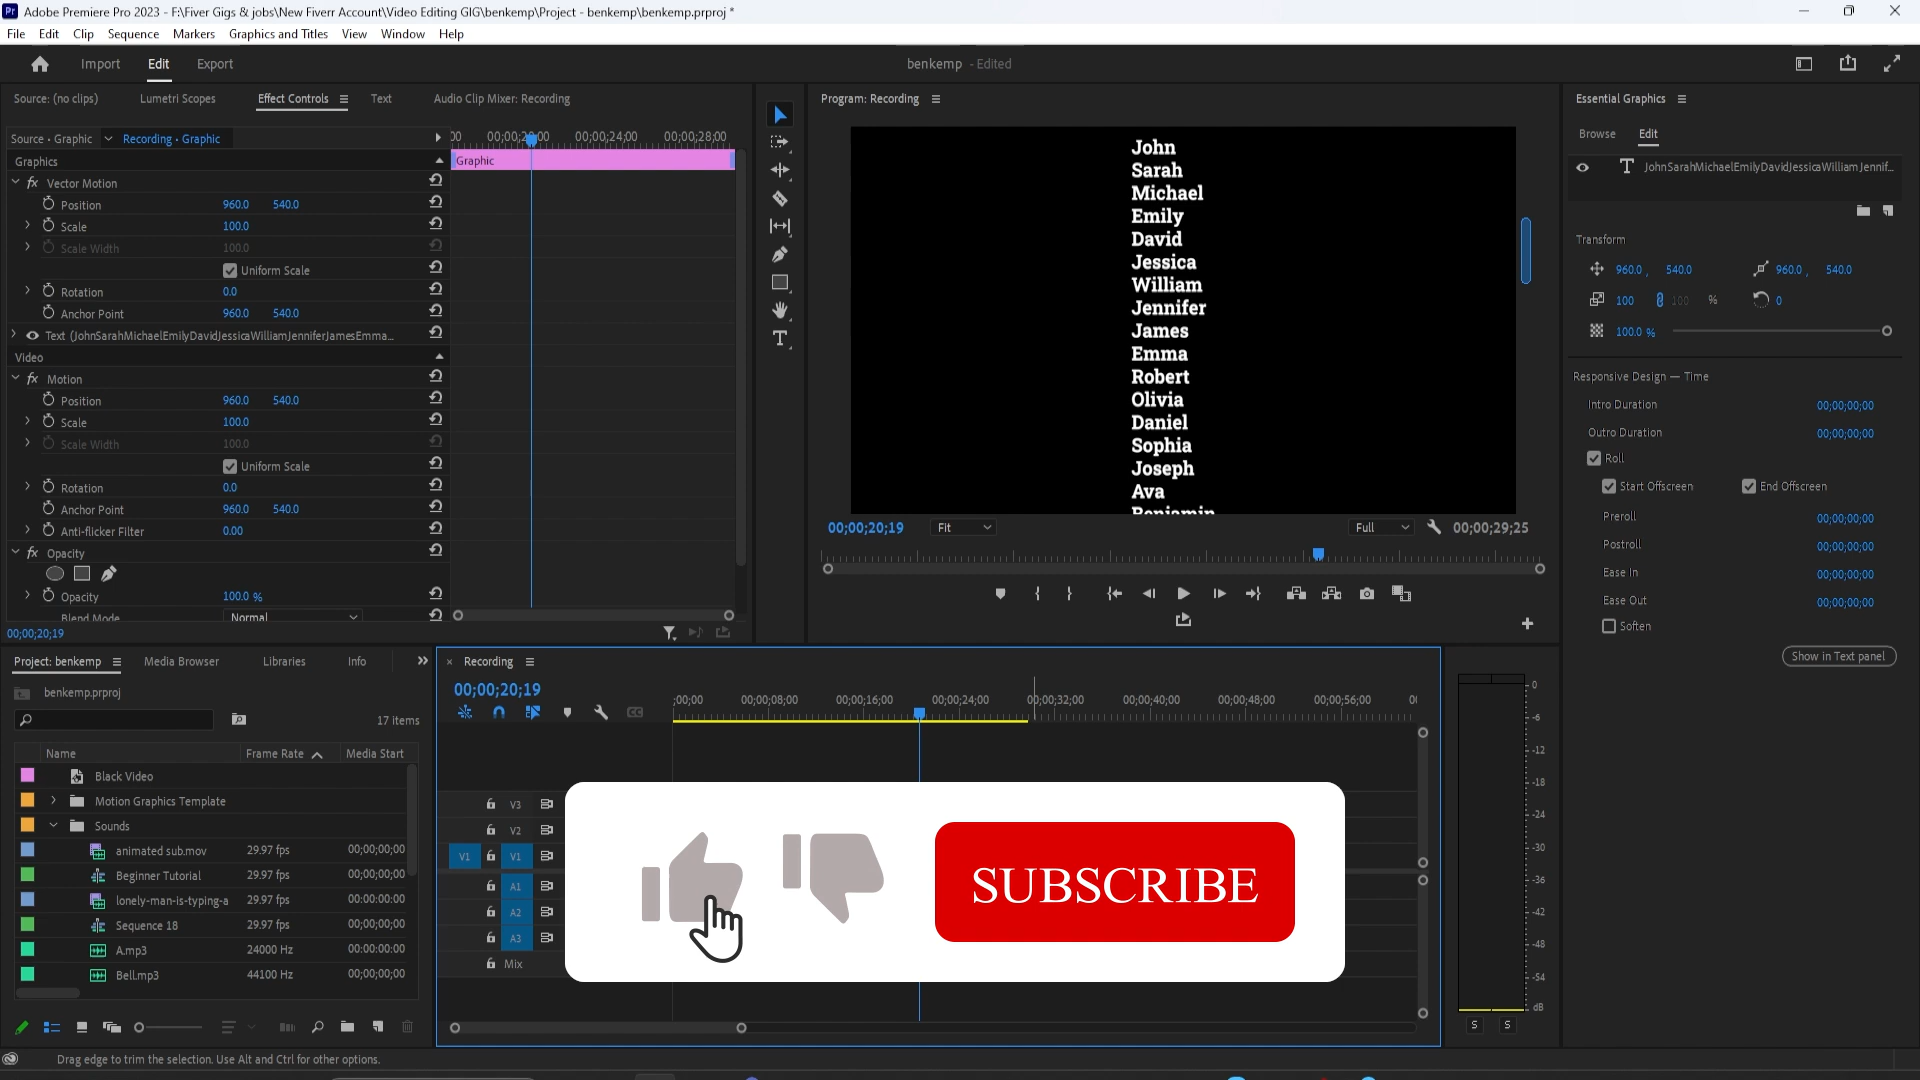 Adobe Premiere Pro 2023 - F:\Fiver Gigs & jobs\New Fiverr Account\Video Editing GIG\benkemp\Project - benkemp\benkemp.prproj *
File Edit Clip Sequence Markers Graphics and Titles View Window Help
Import Edit Export
benkemp - Edited
Source: (no clips) Lumetri Scopes Effect Controls Text Audio Clip Mixer: Recording
Source • Graphic Recording • Graphic
00;00;24;00 00;00;28;00
Graphics
Graphic
fx Vector Motion
Position 960.0 540.0
Scale 100.0
Scale Width 100.0
Uniform Scale
Rotation 0.0
Anchor Point 960.0 540.0
Text (JohnSarahMichaelEmilyDavidJessicaWilliamJenniferJamesEmma...
Video
fx Motion
Position 960.0 540.0
Scale 100.0
Scale Width 100.0
Uniform Scale
Rotation 0.0
Anchor Point 960.0 540.0
Anti-flicker Filter 0.00
fx Opacity
Opacity 100.0 %
Blend Mode Normal
00;00;20;19
Program: Recording
John
Sarah
Michael
Emily
David
Jessica
William
Jennifer
James
Emma
Robert
Olivia
Daniel
Sophia
Joseph
Ava
Benjamin
00;00;20;19 Fit Full 00;00;29;25
Essential Graphics
Browse Edit
JohnSarahMichaelEmilyDavidJessicaWilliamJennif...
Transform
960.0 , 540.0 960.0 , 540.0
100 100 % 0
100.0 %
Responsive Design — Time
Intro Duration 00;00;00;00
Outro Duration 00;00;00;00
Roll
Start Offscreen End Offscreen
Preroll 00;00;00;00
Postroll 00;00;00;00
Ease In 00;00;00;00
Ease Out 00;00;00;00
Soften
Show in Text panel
Project: benkemp Media Browser Libraries Info
benkemp.prproj
17 items
Name Frame Rate Media Start
Black Video
Motion Graphics Template
Sounds
animated sub.mov 29.97 fps 00;00;00;00
Beginner Tutorial 29.97 fps 00;00;00;00
lonely-man-is-typing-a 29.97 fps 00:00:00:00
Sequence 18 29.97 fps 00;00;00;00
A.mp3 24000 Hz 00:00:00:00
Bell.mp3 44100 Hz 00;00;00;00
Recording
00;00;20;19
;00;00 00;00;08;00 00;00;16;00 00;00;24;00 00;00;32;00 00;00;40;00 00;00;48;00 00;00;56;00
V3
V2
V1 V1
A1
A2
A3
Mix
SUBSCRIBE
0
-6
-12
-18
-24
-30
-36
-42
-48
-54
dB
S S
Drag edge to trim the selection. Use Alt and Ctrl for other options.